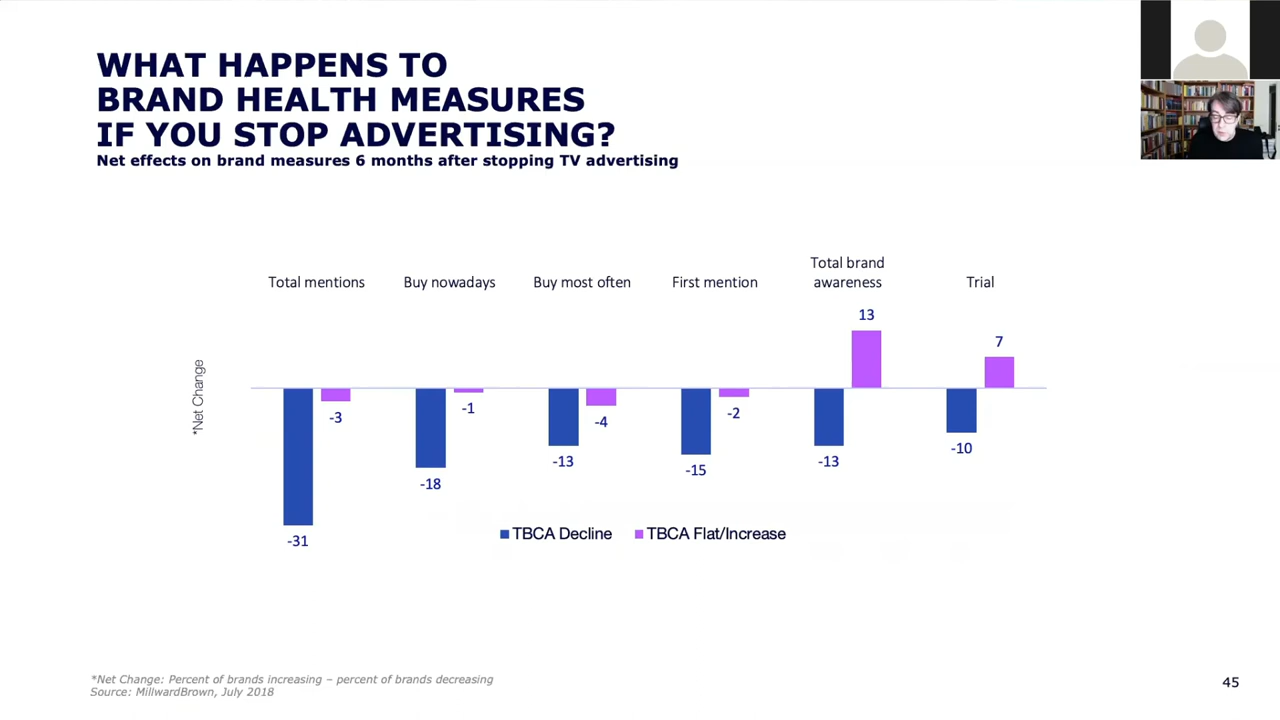 WHAT HAPPENS TO
BRAND HEALTH MEASURES
IF YOU STOP ADVERTISING?
Net effects on brand measures 6 months after stopping TV advertising
Total mentions
Buy nowadays
Buy most often
First mention
Total brand
awareness
Trial
*Net Change
-31
-3
-18
-1
-13
-4
-15
-2
-13
13
-10
7
TBCA Decline
TBCA Flat/Increase
*Net Change: Percent of brands increasing – percent of brands decreasing
Source: MillwardBrown, July 2018
45